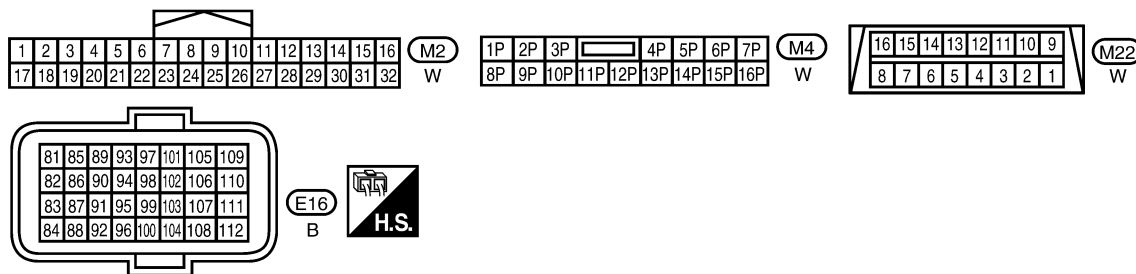 1 2 3 4 5 6 7 8 9 10 11 12 13 14 15 16
17 18 19 20 21 22 23 24 25 26 27 28 29 30 31 32
M2
W
1P 2P 3P 4P 5P 6P 7P
8P 9P 10P 11P 12P 13P 14P 15P 16P
M4
W
16 15 14 13 12 11 10 9
8 7 6 5 4 3 2 1
M22
W
81 85 89 93 97 101 105 109
82 86 90 94 98 102 106 110
83 87 91 95 99 103 107 111
84 88 92 96 100 104 108 112
E16
B
H.S.